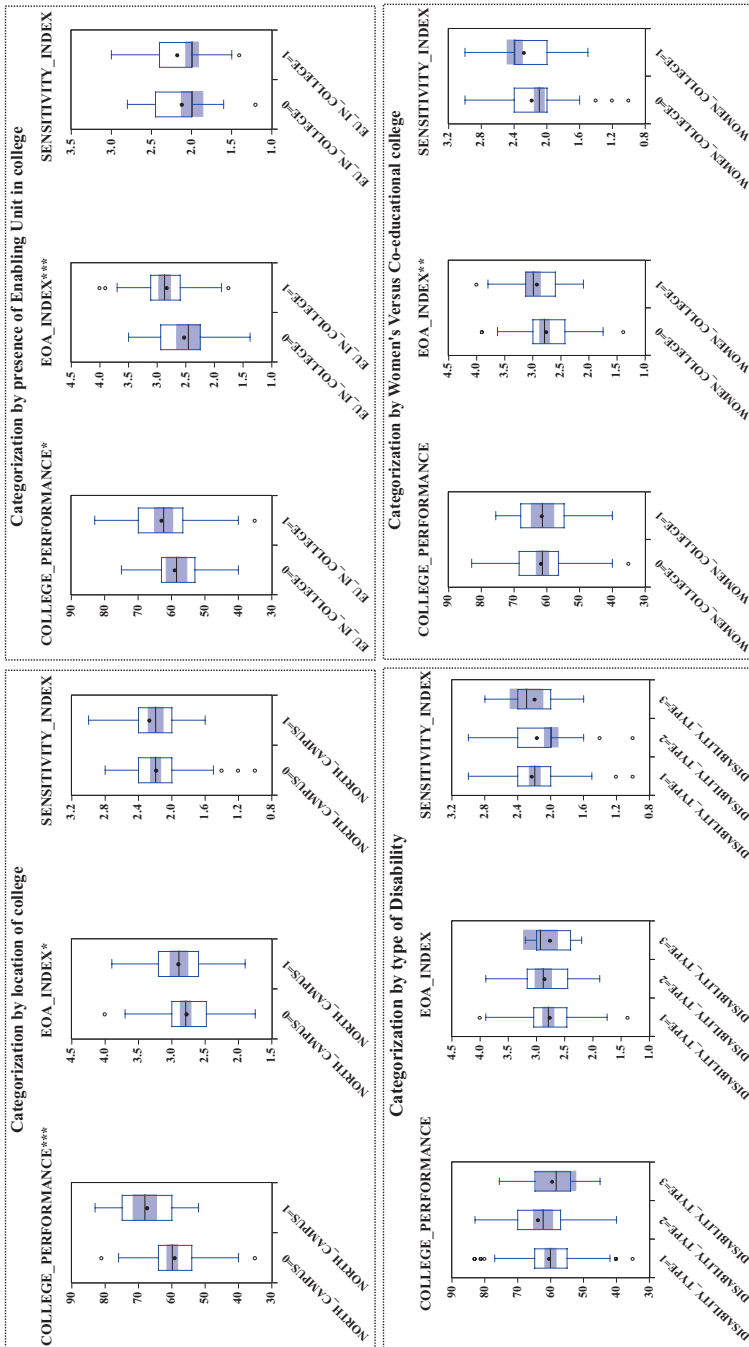 Categorization by location of college
COLLEGE_PERFORMANCE***
90
80
70
60
50
40
30
NORTH_CAMPUS=0
NORTH_CAMPUS=1
EOA_INDEX*
4.5
4.0
3.5
3.0
2.5
2.0
1.5
NORTH_CAMPUS=0
NORTH_CAMPUS=1
SENSITIVITY_INDEX
3.2
2.8
2.4
2.0
1.6
1.2
0.8
NORTH_CAMPUS=0
NORTH_CAMPUS=1
Categorization by presence of Enabling Unit in college
COLLEGE_PERFORMANCE*
90
80
70
60
50
40
30
EU_IN_COLLEGE=0
EU_IN_COLLEGE=1
EOA_INDEX***
4.5
4.0
3.5
3.0
2.5
2.0
1.5
1.0
EU_IN_COLLEGE=0
EU_IN_COLLEGE=1
SENSITIVITY_INDEX
3.5
3.0
2.5
2.0
1.5
1.0
EU_IN_COLLEGE=0
EU_IN_COLLEGE=1
Categorization by type of Disability
COLLEGE_PERFORMANCE
90
80
70
60
50
40
30
DISABILITY_TYPE=1
DISABILITY_TYPE=2
DISABILITY_TYPE=3
EOA_INDEX
4.5
4.0
3.5
3.0
2.5
2.0
1.5
1.0
DISABILITY_TYPE=1
DISABILITY_TYPE=2
DISABILITY_TYPE=3
SENSITIVITY_INDEX
3.2
2.8
2.4
2.0
1.6
1.2
0.8
DISABILITY_TYPE=1
DISABILITY_TYPE=2
DISABILITY_TYPE=3
Categorization by Women's Versus Co-educational college
COLLEGE_PERFORMANCE
90
80
70
60
50
40
30
WOMEN_COLLEGE=0
WOMEN_COLLEGE=1
EOA_INDEX**
4.5
4.0
3.5
3.0
2.5
2.0
1.5
1.0
WOMEN_COLLEGE=0
WOMEN_COLLEGE=1
SENSITIVITY_INDEX
3.2
2.8
2.4
2.0
1.6
1.2
0.8
WOMEN_COLLEGE=0
WOMEN_COLLEGE=1